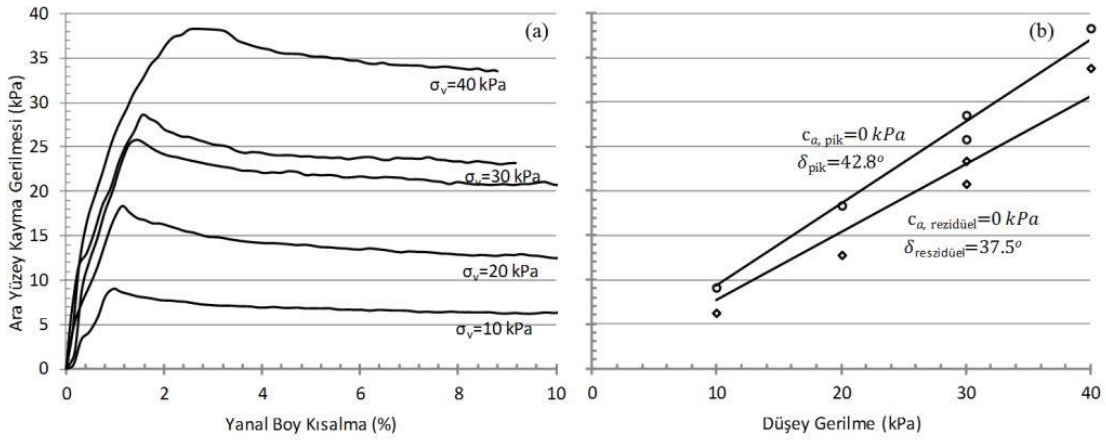 40
35
30
25
20
15
10
5
0
Ara Yüzey Kayma Gerilmesi (kPa)
(a)
σv=40 kPa
σv=30 kPa
σv=20 kPa
σv=10 kPa
0 2 4 6 8 10
Yanal Boy Kısalma (%)
(b)
ca, pik=0 kPa
δpik=42.8o
ca, rezidüel=0 kPa
δreszidüel=37.5o
0 10 20 30 40
Düşey Gerilme (kPa)